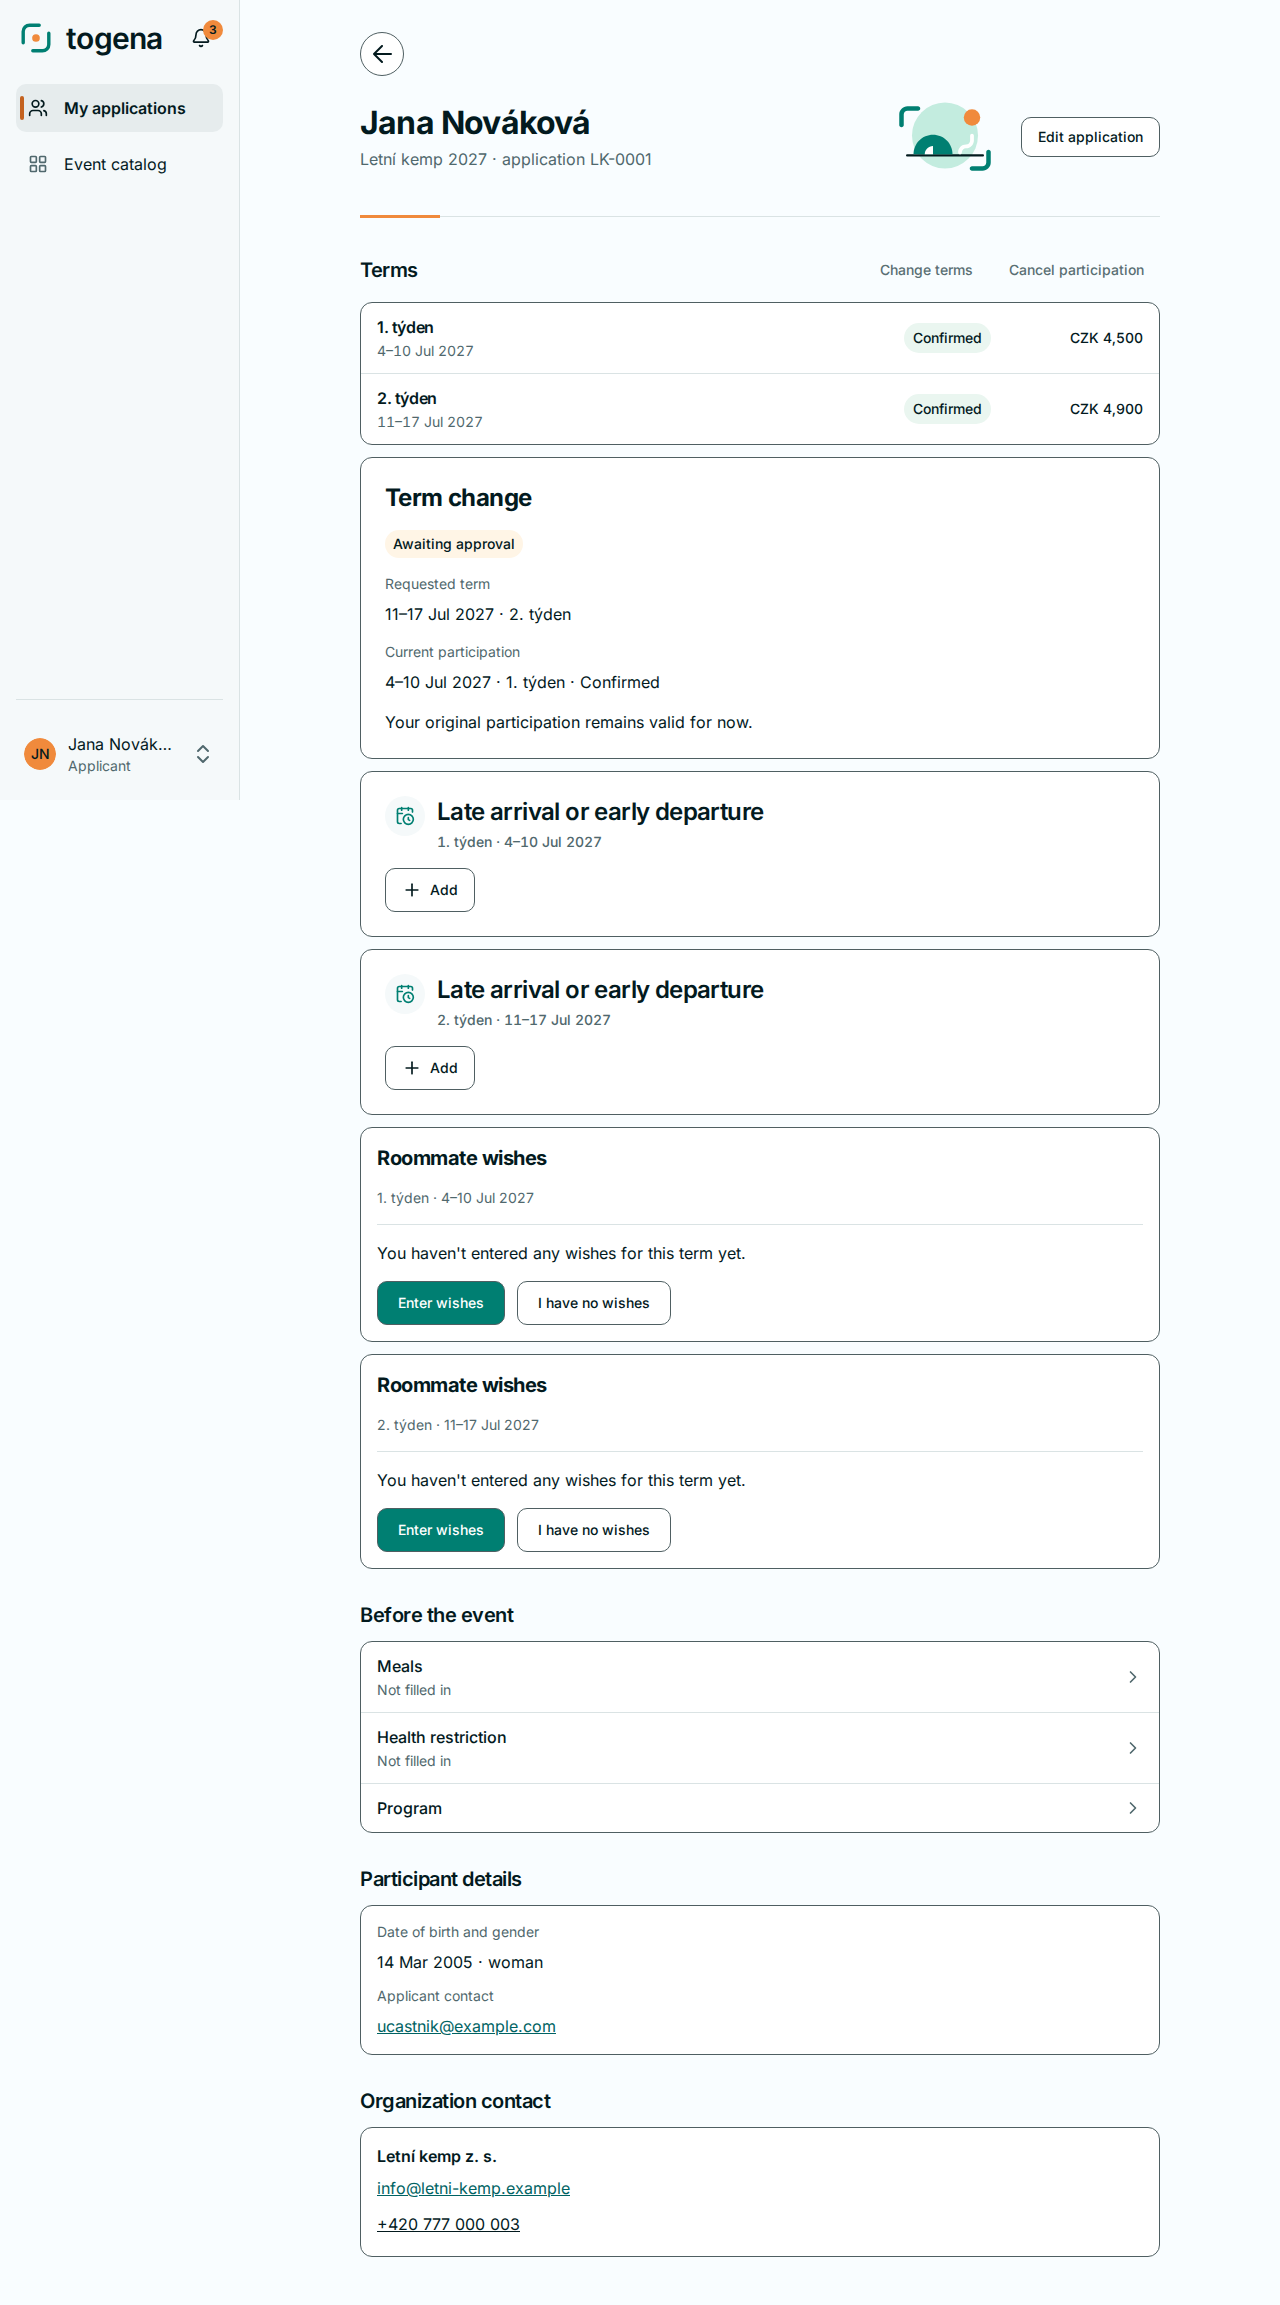 togena
3
My applications
Event catalog
Jana Nováková
Letní kemp 2027 · application LK-0001
Edit application
Terms
Change terms
Cancel participation
1. týden
4–10 Jul 2027
Confirmed
CZK 4,500
2. týden
11–17 Jul 2027
Confirmed
CZK 4,900
Term change
Awaiting approval
Requested term
11–17 Jul 2027 · 2. týden
Current participation
4–10 Jul 2027 · 1. týden · Confirmed
Your original participation remains valid for now.
JN
Jana Novák...
Applicant
Late arrival or early departure
1. týden · 4–10 Jul 2027
Add
Late arrival or early departure
2. týden · 11–17 Jul 2027
Add
Roommate wishes
1. týden · 4–10 Jul 2027
You haven't entered any wishes for this term yet.
Enter wishes
I have no wishes
Roommate wishes
2. týden · 11–17 Jul 2027
You haven't entered any wishes for this term yet.
Enter wishes
I have no wishes
Before the event
Meals
Not filled in
Health restriction
Not filled in
Program
Participant details
Date of birth and gender
14 Mar 2005 · woman
Applicant contact
ucastnik@example.com
Organization contact
Letní kemp z. s.
info@letni-kemp.example
+420 777 000 003